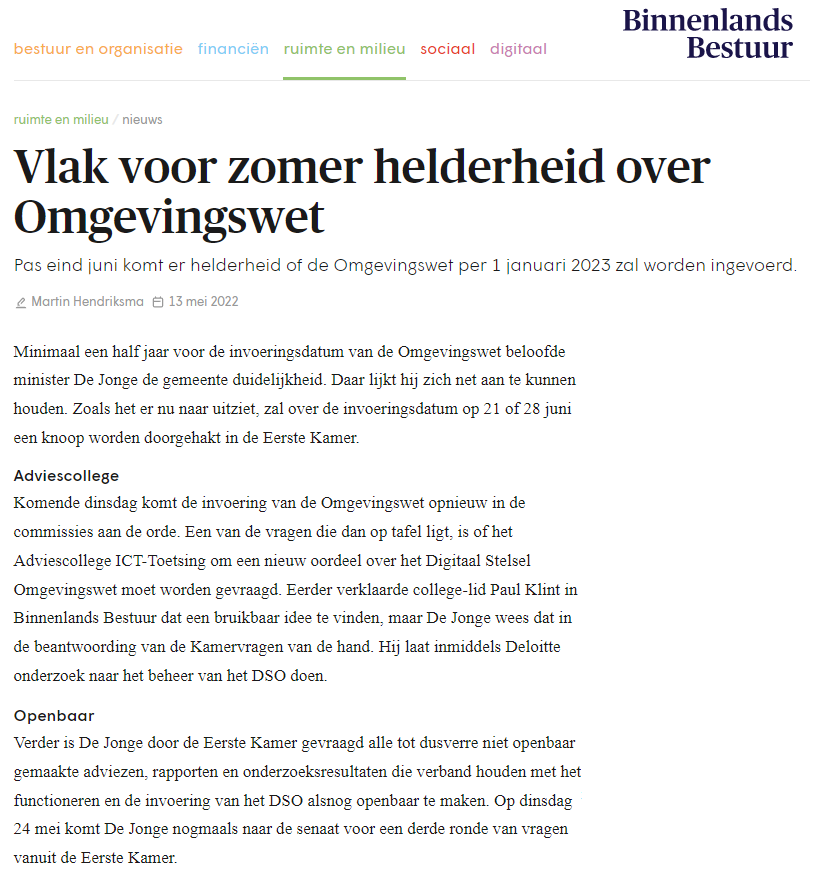 Binnenlands
Bestuur
bestuur en organisatie financiën ruimte en milieu sociaal digitaal
ruimte en milieu / nieuws
Vlak voor zomer helderheid over
Omgevingswet
Pas eind juni komt er helderheid of de Omgevingswet per 1 januari 2023 zal worden ingevoerd.
Martin Hendriksma 13 mei 2022
Minimaal een half jaar voor de invoeringsdatum van de Omgevingswet beloofde
minister De Jonge de gemeente duidelijkheid. Daar lijkt hij zich net aan te kunnen
houden. Zoals het er nu naar uitziet, zal over de invoeringsdatum op 21 of 28 juni
een knoop worden doorgehakt in de Eerste Kamer.
Adviescollege
Komende dinsdag komt de invoering van de Omgevingswet opnieuw in de
commissies aan de orde. Een van de vragen die dan op tafel ligt, is of het
Adviescollege ICT-Toetsing om een nieuw oordeel over het Digitaal Stelsel
Omgevingswet moet worden gevraagd. Eerder verklaarde college-lid Paul Klint in
Binnenlands Bestuur dat een bruikbaar idee te vinden, maar De Jonge wees dat in
de beantwoording van de Kamervragen van de hand. Hij laat inmiddels Deloitte
onderzoek naar het beheer van het DSO doen.
Openbaar
Verder is De Jonge door de Eerste Kamer gevraagd alle tot dusverre niet openbaar
gemaakte adviezen, rapporten en onderzoeksresultaten die verband houden met het
functioneren en de invoering van het DSO alsnog openbaar te maken. Op dinsdag
24 mei komt De Jonge nogmaals naar de senaat voor een derde ronde van vragen
vanuit de Eerste Kamer.